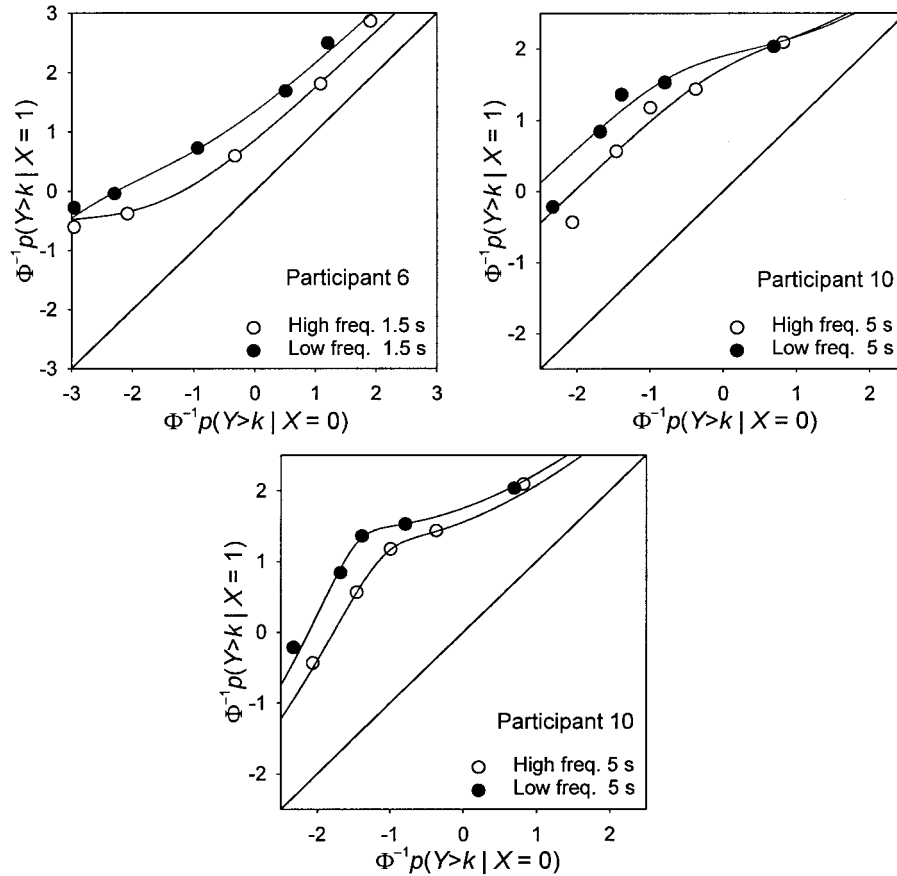 3
2
1
0
-1
-2
-3
-3 -2 -1 0 1 2 3
Φ⁻¹p(Y>k | X = 1)
Φ⁻¹p(Y>k | X = 0)
Participant 6
High freq. 1.5 s
Low freq. 1.5 s
2
1
0
-1
-2
-2 -1 0 1 2
Φ⁻¹p(Y>k | X = 1)
Φ⁻¹p(Y>k | X = 0)
Participant 10
High freq. 5 s
Low freq. 5 s
2
1
0
-1
-2
-2 -1 0 1 2
Φ⁻¹p(Y>k | X = 1)
Φ⁻¹p(Y>k | X = 0)
Participant 10
High freq. 5 s
Low freq. 5 s